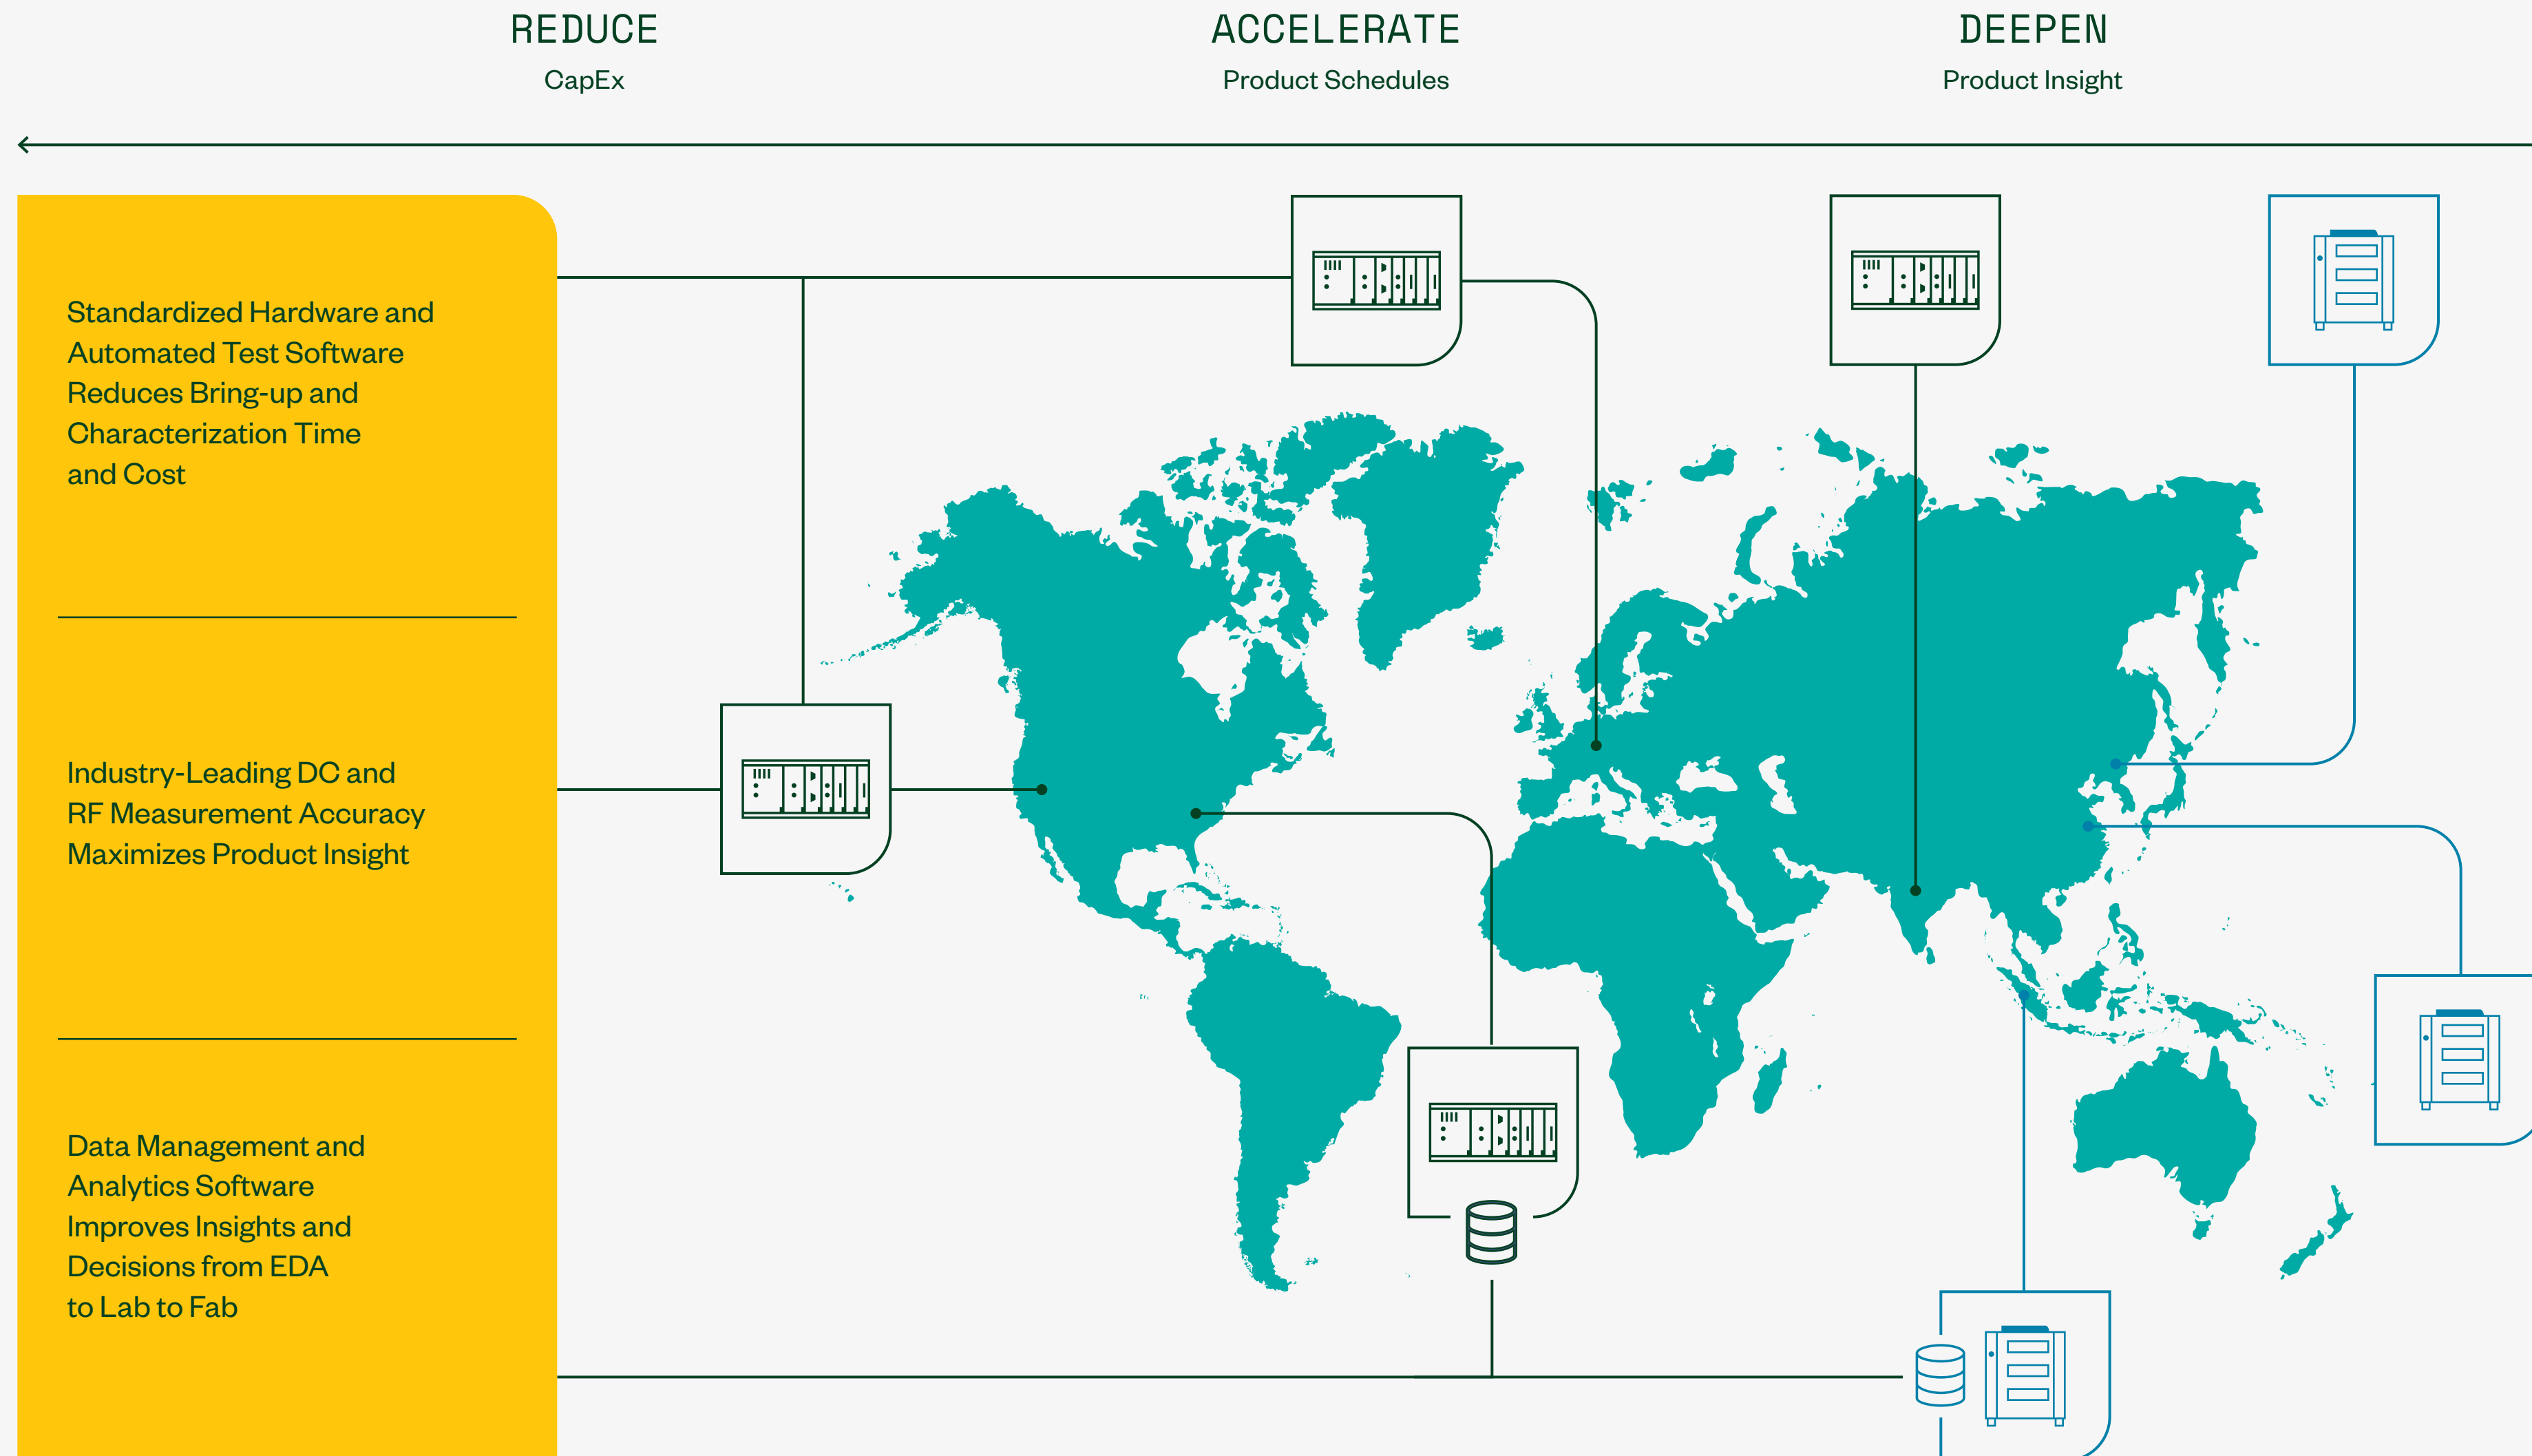 REDUCE
CapEx
ACCELERATE
Product Schedules
DEEPEN
Product Insight
Standardized Hardware and
Automated Test Software
Reduces Bring-up and
Characterization Time
and Cost
Industry-Leading DC and
RF Measurement Accuracy
Maximizes Product Insight
Data Management and
Analytics Software
Improves Insights and
Decisions from EDA
to Lab to Fab